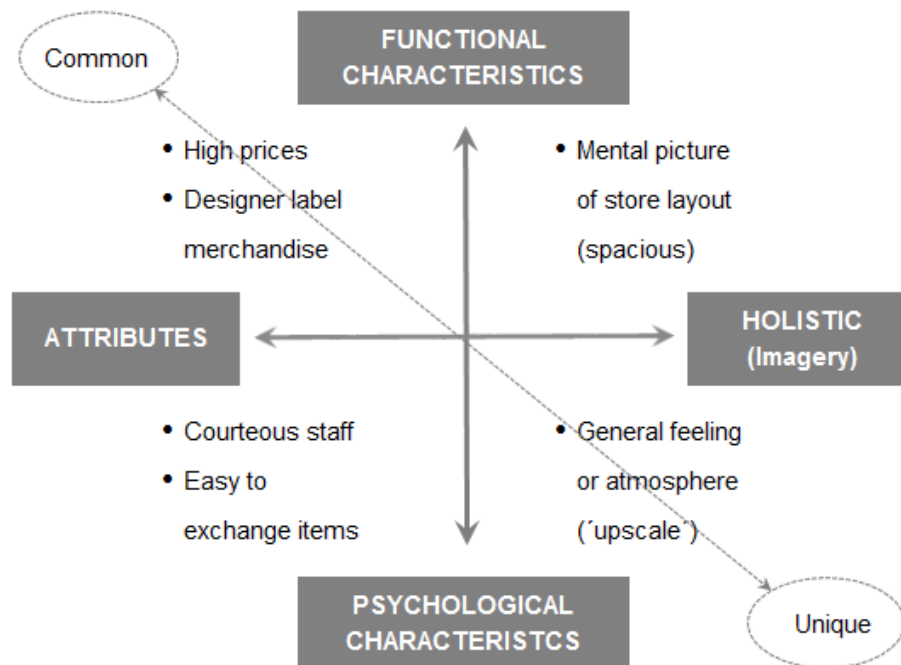 Common
FUNCTIONAL
CHARACTERISTICS
• High prices
• Designer label
merchandise
• Mental picture
of store layout
(spacious)
ATTRIBUTES
HOLISTIC
(Imagery)
• Courteous staff
• Easy to
exchange items
• General feeling
or atmosphere
(´upscale´)
PSYCHOLOGICAL
CHARACTERISTCS
Unique